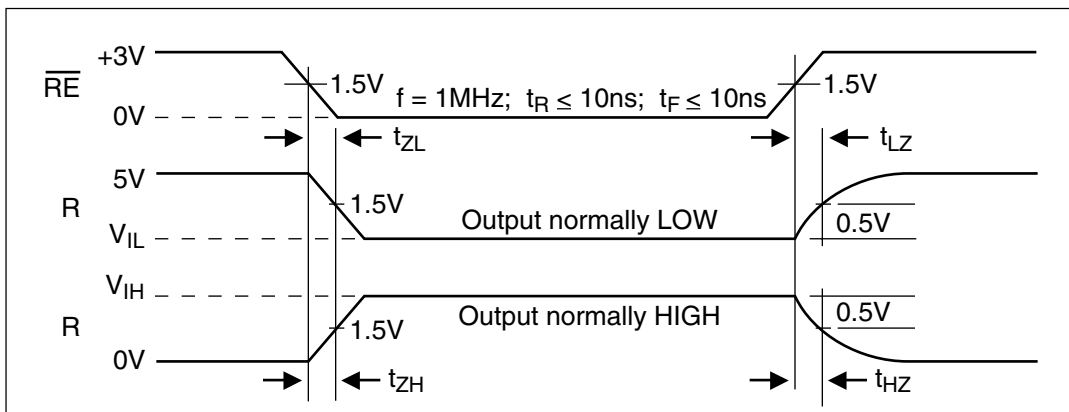 +3V
R̅E̅
1.5V
f = 1MHz; tR ≤ 10ns; tF ≤ 10ns
1.5V
0V
tZL
tLZ
5V
R
1.5V
Output normally LOW
0.5V
VIL
VIH
R
1.5V
Output normally HIGH
0.5V
0V
tZH
tHZ